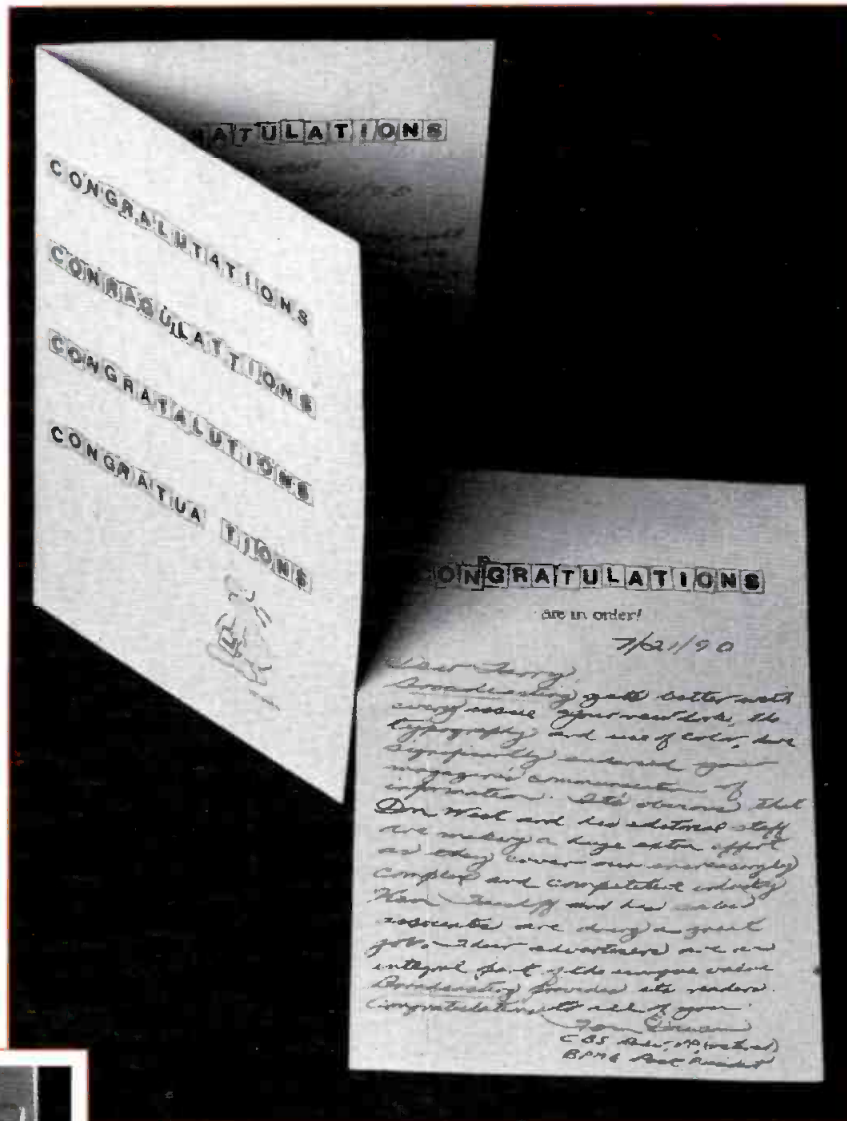 ATULATIONS
CONGRALUTATIONS
CONRAGULATTIONS
CONGRATALUTIONS
CONGRATUA TIONS
CONGRATULATIONS
are in order!
7/21/90
Dear Larry,
Broadcasting gets better with
every issue your new look, the
typography and use of color, have
significantly enhanced your
magazine's communication of
information. It's obvious that
Don West and his editorial staff
are making a huge extra effort
as they cover our increasingly
complex and competitive industry
and his sales
associates are doing a great
job. Their advertisers are an
integral part of the unique value
Broadcasting provides its readers.
Congratulations to all of you.
CBS (retired)
BPME Past President